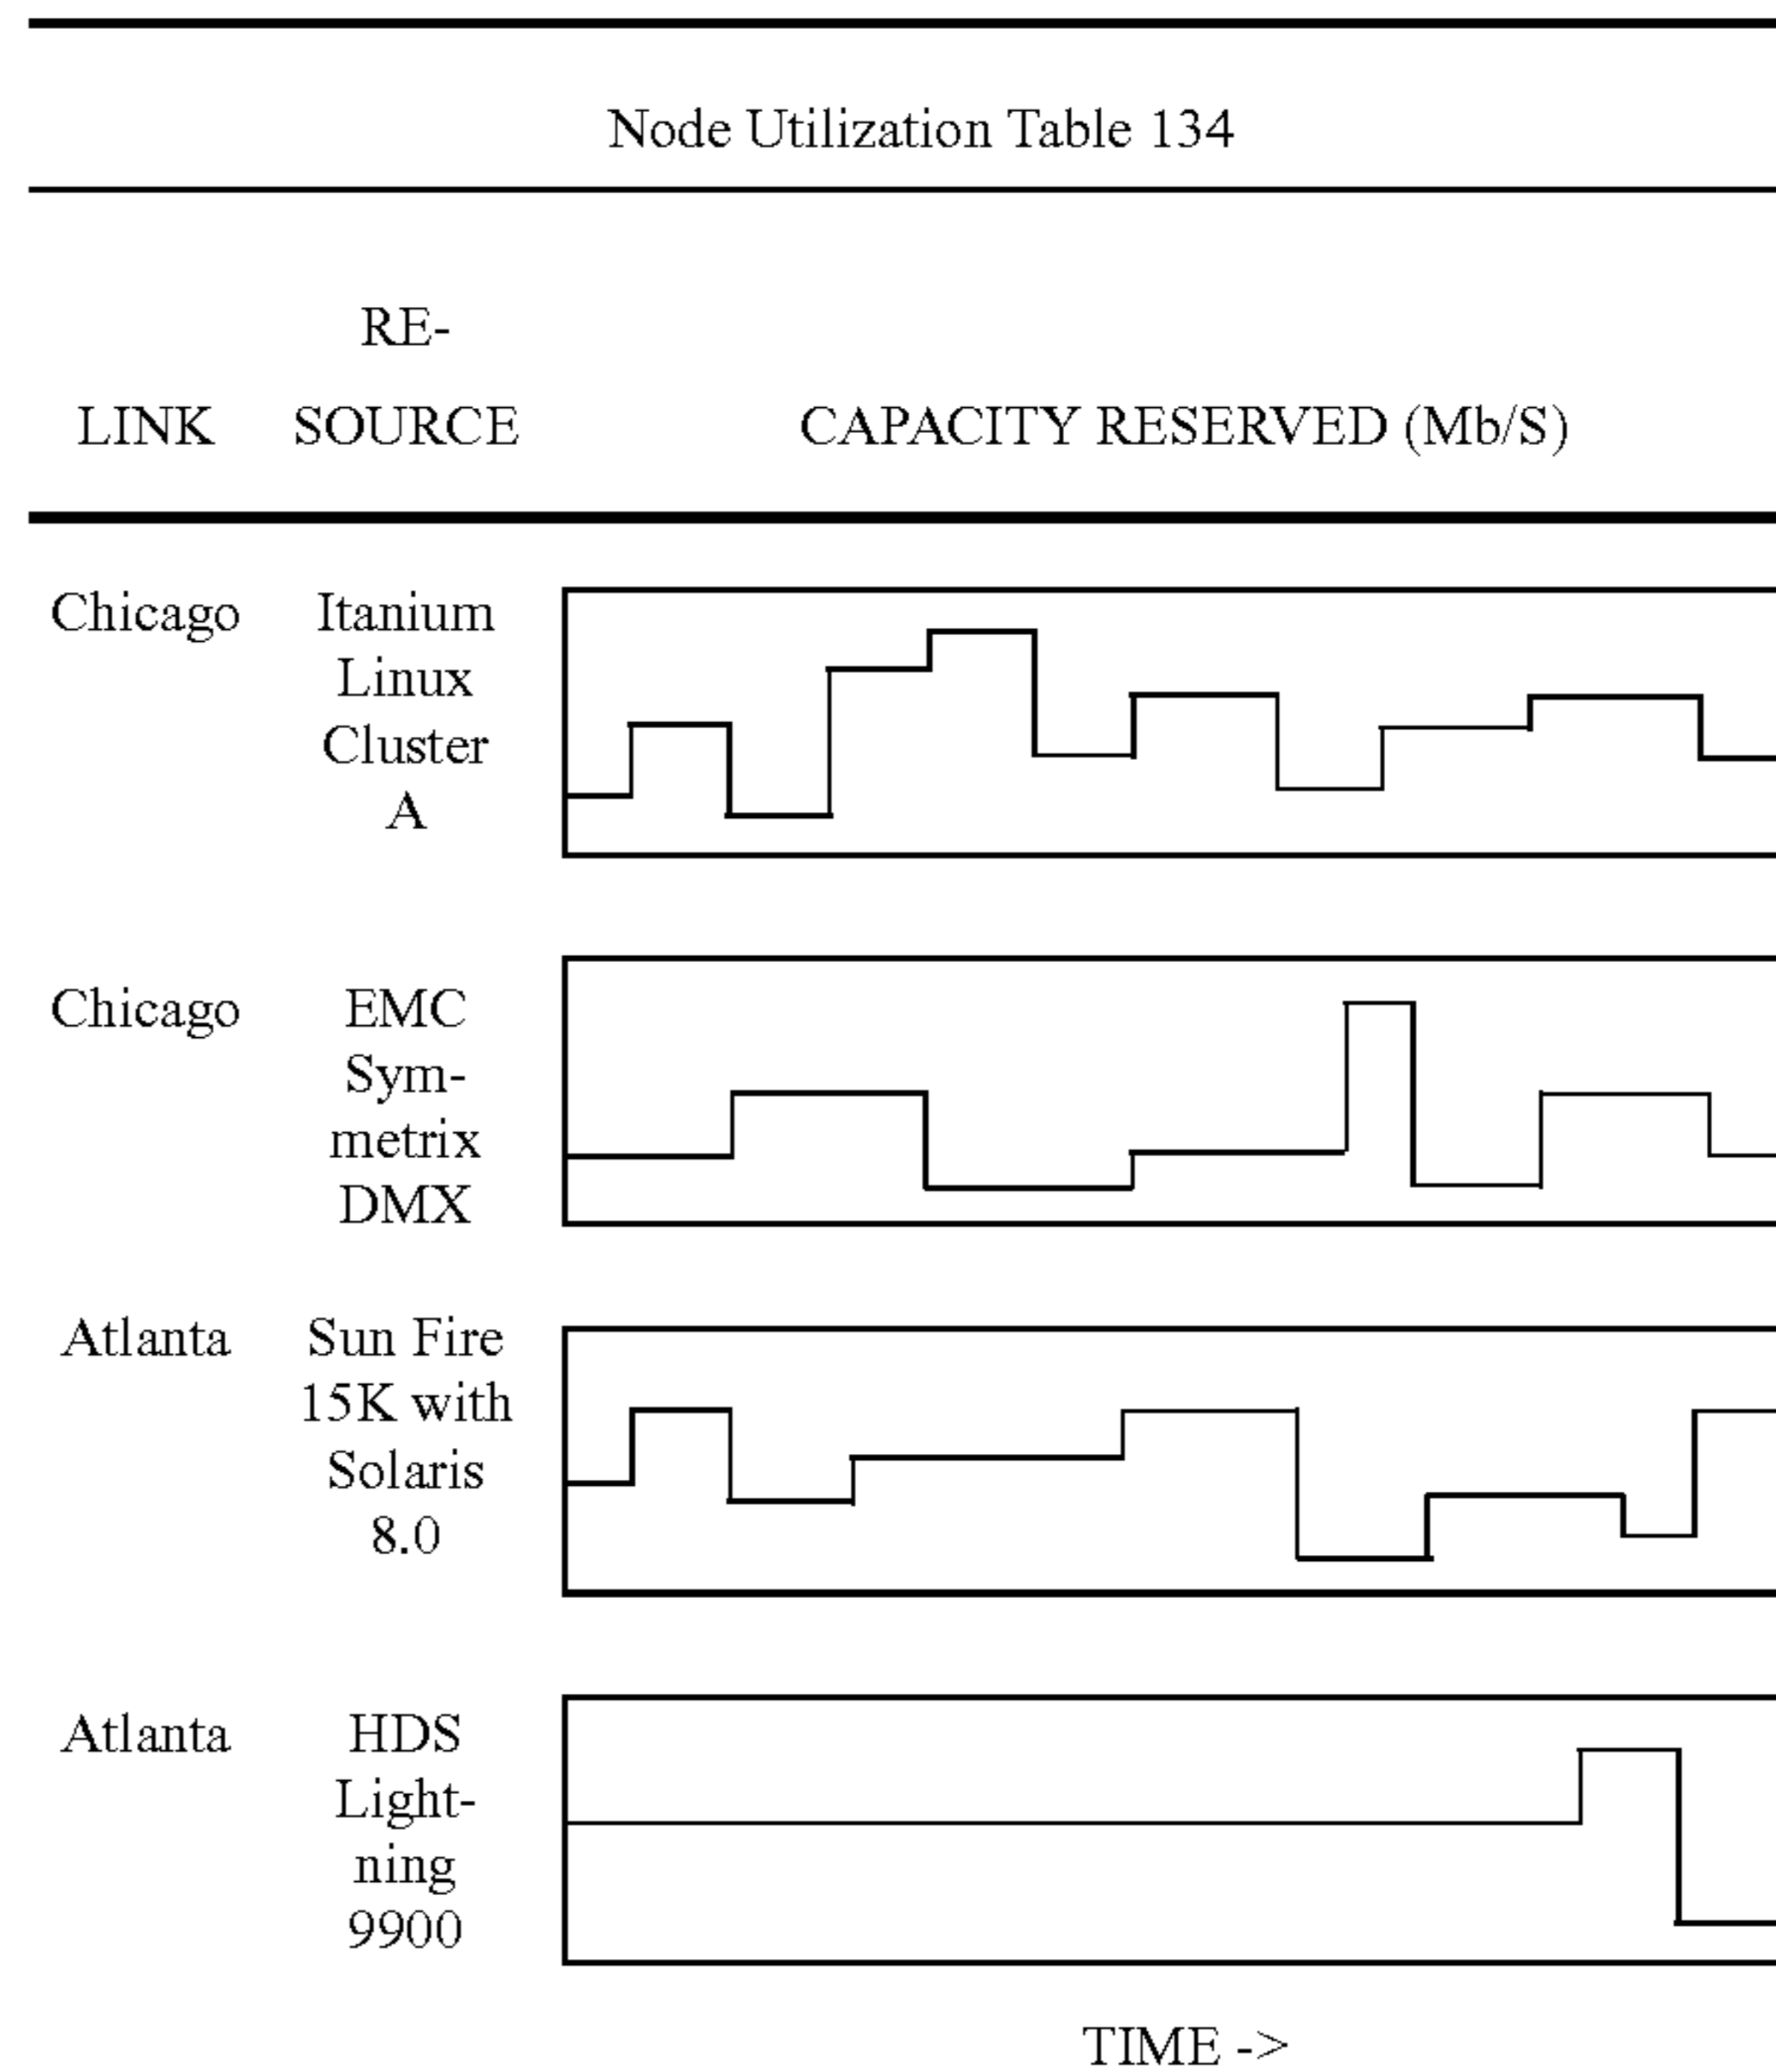 Node Utilization Table 134
RE-
LINK SOURCE CAPACITY RESERVED (Mb/S)
Chicago Itanium
Linux
Cluster
A
Chicago EMC
Sym-
metrix
DMX
Atlanta Sun Fire
15K with
Solaris
8.0
Atlanta HDS
Light-
ning
9900
TIME ->